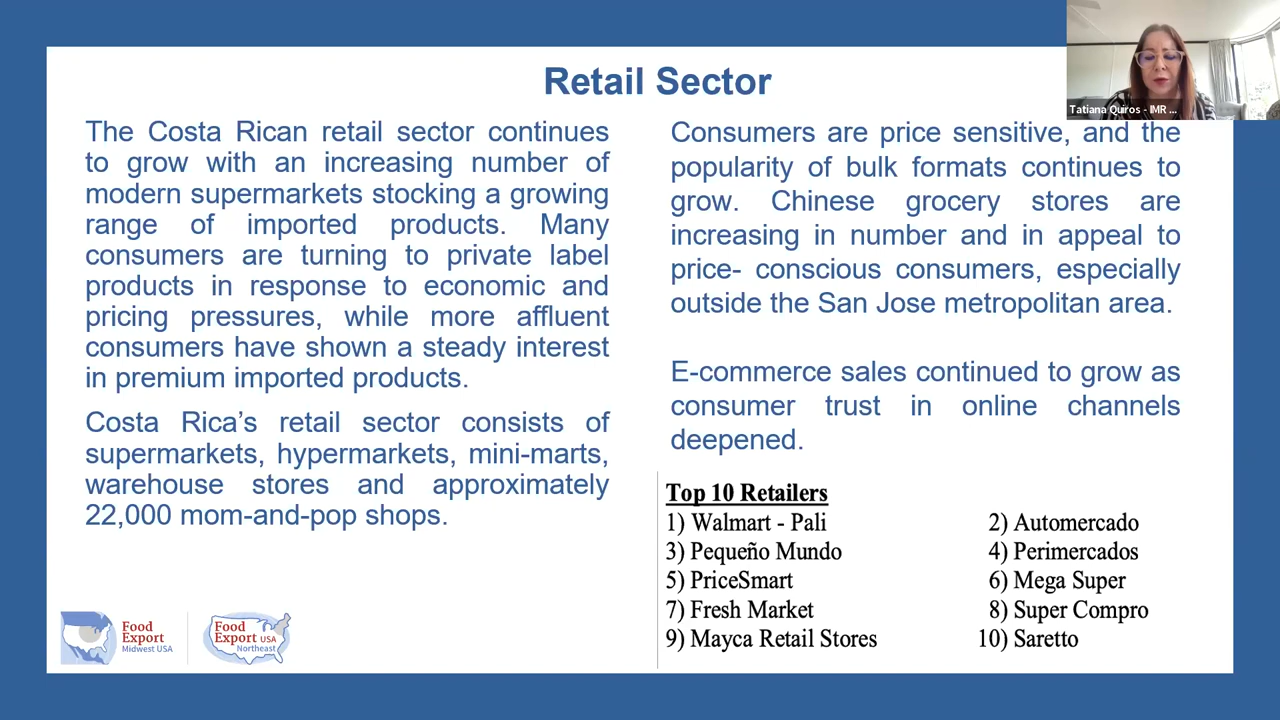 Retail Sector
Tatiana Quiros - IMR ...
The Costa Rican retail sector continues
to grow with an increasing number of
modern supermarkets stocking a growing
range of imported products. Many
consumers are turning to private label
products in response to economic and
pricing pressures, while more affluent
consumers have shown a steady interest
in premium imported products.
Costa Rica’s retail sector consists of
supermarkets, hypermarkets, mini-marts,
warehouse stores and approximately
22,000 mom-and-pop shops.
Consumers are price sensitive, and the
popularity of bulk formats continues to
grow. Chinese grocery stores are
increasing in number and in appeal to
price- conscious consumers, especially
outside the San Jose metropolitan area.
E-commerce sales continued to grow as
consumer trust in online channels
deepened.
Top 10 Retailers
1) Walmart - Pali 2) Automercado
3) Pequeño Mundo 4) Perimercados
5) PriceSmart 6) Mega Super
7) Fresh Market 8) Super Compro
9) Mayca Retail Stores 10) Saretto
Food
Export
Midwest USA
Food
Export USA
Northeast